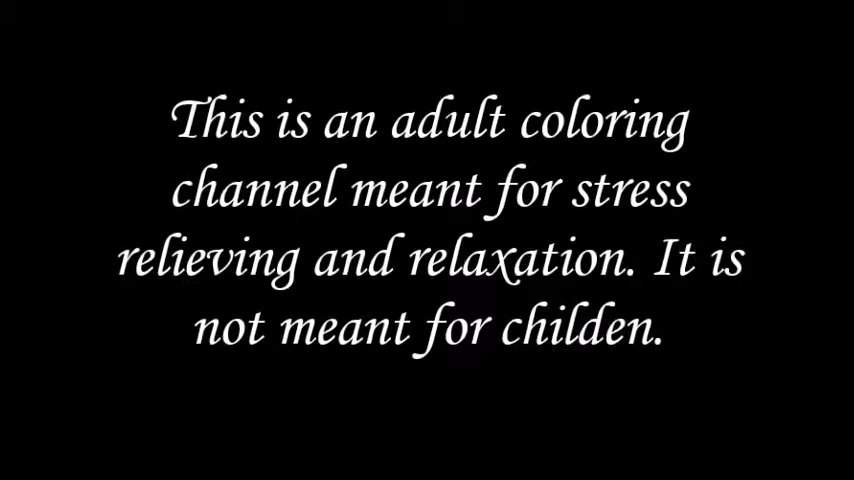 This is an adult coloring
channel meant for stress
relieving and relaxation. It is
not meant for childen.